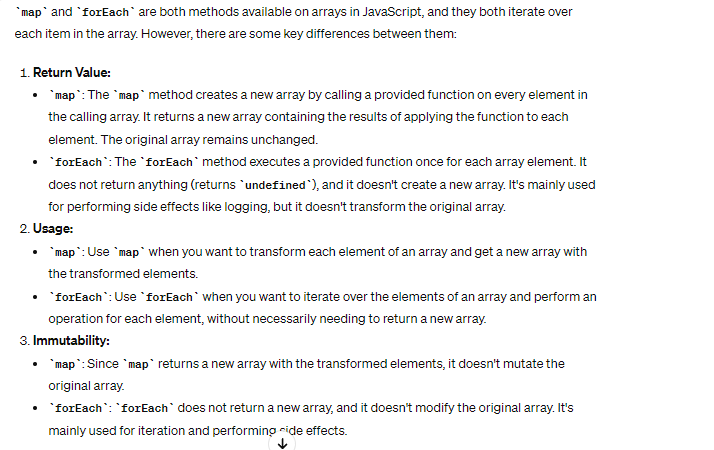 `map` and `forEach` are both methods available on arrays in JavaScript, and they both iterate over
each item in the array. However, there are some key differences between them:
1. Return Value:
• `map`: The `map` method creates a new array by calling a provided function on every element in
the calling array. It returns a new array containing the results of applying the function to each
element. The original array remains unchanged.
• `forEach`: The `forEach` method executes a provided function once for each array element. It
does not return anything (returns `undefined`), and it doesn't create a new array. It's mainly used
for performing side effects like logging, but it doesn't transform the original array.
2. Usage:
• `map`: Use `map` when you want to transform each element of an array and get a new array with
the transformed elements.
• `forEach`: Use `forEach` when you want to iterate over the elements of an array and perform an
operation for each element, without necessarily needing to return a new array.
3. Immutability:
• `map`: Since `map` returns a new array with the transformed elements, it doesn't mutate the
original array.
• `forEach`: `forEach` does not return a new array, and it doesn't modify the original array. It's
mainly used for iteration and performing side effects.